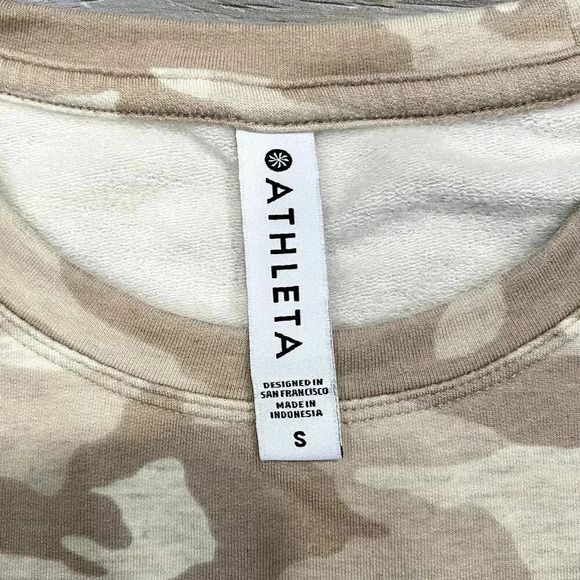 ATHLETA
DESIGNED IN
SAN FRANCISCO
MADE IN
INDONESIA
S